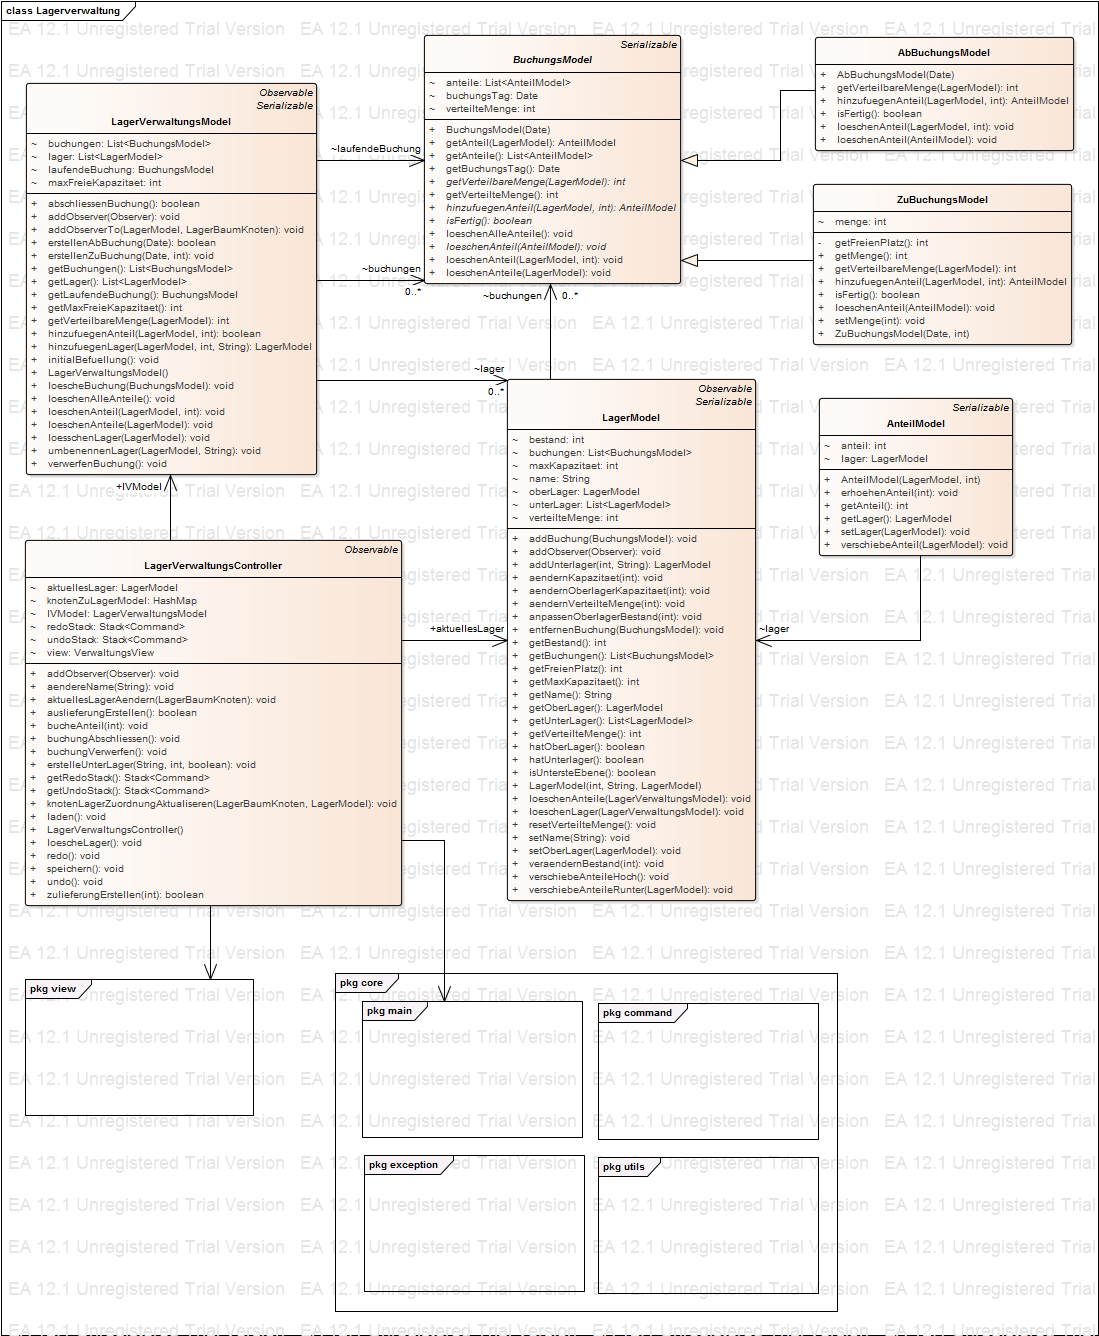 class Lagerverwaltung
Serializable
BuchungsModel
~ anteile: List<AnteilModel>
~ buchungsTag: Date
~ verteilteMenge: int
+ BuchungsModel(Date)
+ getAnteil(LagerModel): AnteilModel
+ getAnteile(): List<AnteilModel>
+ getBuchungsTag(): Date
+ getVerteilbareMenge(LagerModel): int
+ getVerteilteMenge(): int
+ hinzufuegenAnteil(LagerModel, int): AnteilModel
+ isFertig(): boolean
+ loeschenAlleAnteile(): void
+ loeschenAnteil(AnteilModel): void
+ loeschenAnteil(LagerModel, int): void
+ loeschenAnteile(LagerModel): void
AbBuchungsModel
+ AbBuchungsModel(Date)
+ getVerteilbareMenge(LagerModel): int
+ hinzufuegenAnteil(LagerModel, int): AnteilModel
+ isFertig(): boolean
+ loeschenAnteil(LagerModel, int): void
+ loeschenAnteil(AnteilModel): void
Observable
Serializable
LagerVerwaltungsModel
~ buchungen: List<BuchungsModel>
~ lager: List<LagerModel>
~ laufendeBuchung: BuchungsModel
~ maxFreieKapazitaet: int
+ abschliessenBuchung(): boolean
+ addObserver(Observer): void
+ addObserverTo(LagerModel, LagerBaumKnoten): void
+ erstellenAbBuchung(Date): boolean
+ erstellenZuBuchung(Date, int): void
+ getBuchungen(): List<BuchungsModel>
+ getLager(): List<LagerModel>
+ getLaufendeBuchung(): BuchungsModel
+ getMaxFreieKapazitaet(): int
+ getVerteilbareMenge(LagerModel): int
+ hinzufuegenAnteil(LagerModel, int): boolean
+ hinzufuegenLager(LagerModel, int, String): LagerModel
+ initialBefuellung(): void
+ LagerVerwaltungsModel()
+ loescheBuchung(BuchungsModel): void
+ loeschenAlleAnteile(): void
+ loeschenAnteil(LagerModel, int): void
+ loeschenAnteile(LagerModel): void
+ loesschenLager(LagerModel): void
+ umbenennenLager(LagerModel, String): void
+ verwerfenBuchung(): void
~laufendeBuchung
~buchungen
0..*
~buchungen
0..*
~lager
0..*
ZuBuchungsModel
~ menge: int
- getFreienPlatz(): int
+ getMenge(): int
+ getVerteilbareMenge(LagerModel): int
+ hinzufuegenAnteil(LagerModel, int): AnteilModel
+ isFertig(): boolean
+ loeschenAnteil(AnteilModel): void
+ setMenge(int): void
+ ZuBuchungsModel(Date, int)
Observable
Serializable
LagerModel
~ bestand: int
~ buchungen: List<BuchungsModel>
~ maxKapazitaet: int
~ name: String
~ oberLager: LagerModel
~ unterLager: List<LagerModel>
~ verteilteMenge: int
+ addBuchung(BuchungsModel): void
+ addObserver(Observer): void
+ addUnterlager(int, String): LagerModel
+ aendernKapazitaet(int): void
+ aendernOberlagerKapazitaet(int): void
+ aendernVerteilteMenge(int): void
+ anpassenOberlagerBestand(int): void
+ entfernenBuchung(BuchungsModel): void
+ getBestand(): int
+ getBuchungen(): List<BuchungsModel>
+ getFreienPlatz(): int
+ getMaxKapazitaet(): int
+ getName(): String
+ getOberLager(): LagerModel
+ getUnterLager(): List<LagerModel>
+ getVerteilteMenge(): int
+ hatOberLager(): boolean
+ hatUnterlager(): boolean
+ isUntersteEbene(): boolean
+ LagerModel(int, String, LagerModel)
+ loeschenAnteile(LagerVerwaltungsModel): void
+ loeschenLager(LagerVerwaltungsModel): void
+ resetVerteilteMenge(): void
+ setName(String): void
+ setOberLager(LagerModel): void
+ veraendernBestand(int): void
+ verschiebeAnteileHoch(): void
+ verschiebeAnteileRunter(LagerModel): void
Serializable
AnteilModel
~ anteil: int
~ lager: LagerModel
+ AnteilModel(LagerModel, int)
+ erhoehenAnteil(int): void
+ getAnteil(): int
+ getLager(): LagerModel
+ setLager(LagerModel): void
+ verschiebeAnteil(LagerModel): void
~lager
+lVModel
Observable
LagerVerwaltungsController
~ aktuellesLager: LagerModel
~ knotenZuLagerModel: HashMap
~ lVModel: LagerVerwaltungsModel
~ redoStack: Stack<Command>
~ undoStack: Stack<Command>
~ view: VerwaltungsView
+ addObserver(Observer): void
+ aendereName(String): void
+ aktuellesLagerAendern(LagerBaumKnoten): void
+ auslieferungErstellen(): boolean
+ bucheAnteil(int): void
+ buchungAbschliessen(): void
+ buchungVerwerfen(): void
+ erstelleUnterLager(String, int, boolean): void
+ getRedoStack(): Stack<Command>
+ getUndoStack(): Stack<Command>
+ knotenLagerZuordnungAktualiseren(LagerBaumKnoten, LagerModel): void
+ laden(): void
+ LagerVerwaltungsController()
+ loescheLager(): void
+ redo(): void
+ speichern(): void
+ undo(): void
+ zulieferungErstellen(int): boolean
+aktuellesLager
pkg view
pkg core
pkg main
pkg command
pkg exception
pkg utils
EA 12.1 Unregistered Trial Version